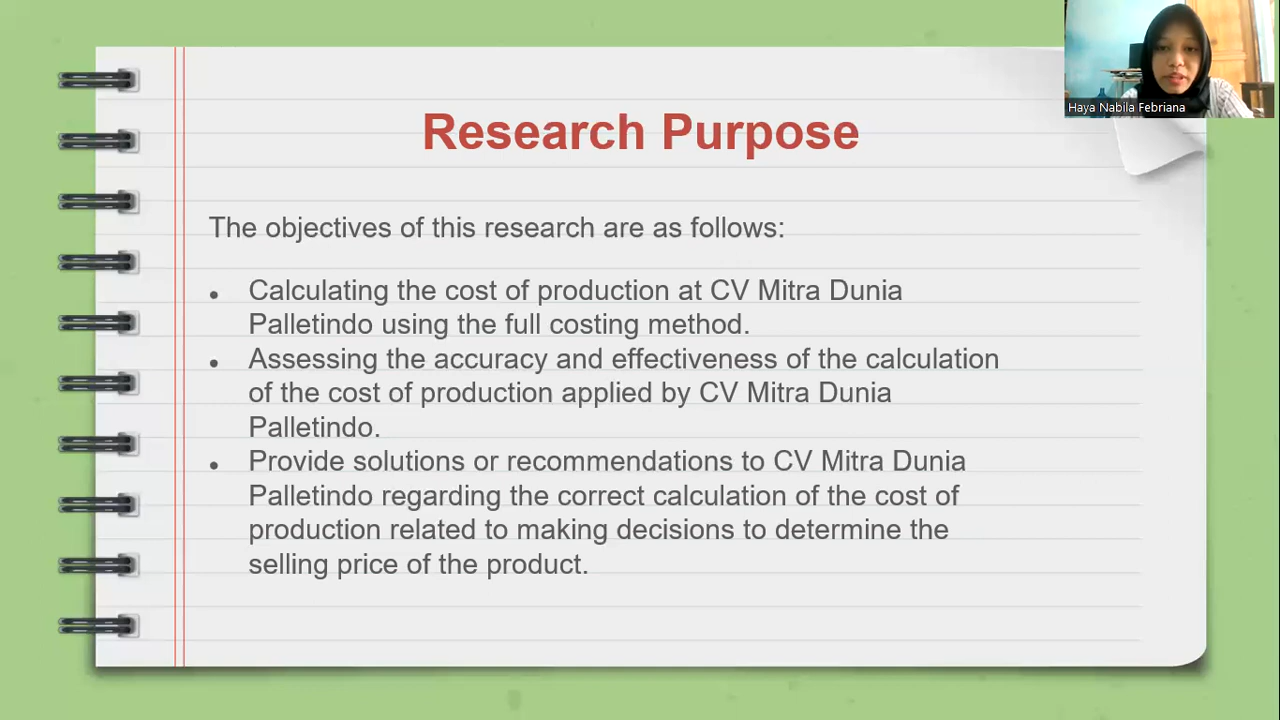 Haya Nabila Febriana
Research Purpose
The objectives of this research are as follows:
• Calculating the cost of production at CV Mitra Dunia
Palletindo using the full costing method.
• Assessing the accuracy and effectiveness of the calculation
of the cost of production applied by CV Mitra Dunia
Palletindo.
• Provide solutions or recommendations to CV Mitra Dunia
Palletindo regarding the correct calculation of the cost of
production related to making decisions to determine the
selling price of the product.